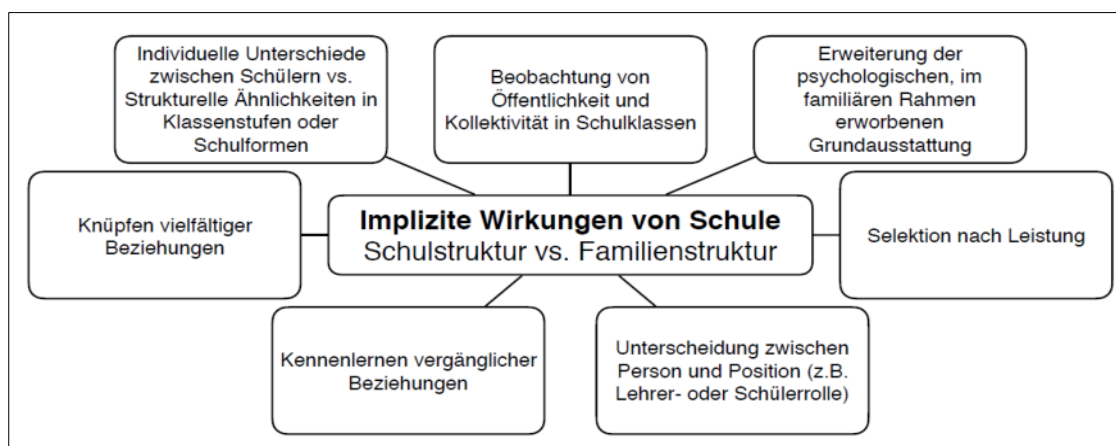 Individuelle Unterschiede
zwischen Schülern vs.
Strukturelle Ähnlichkeiten in
Klassenstufen oder
Schulformen
Beobachtung von
Öffentlichkeit und
Kollektivität in Schulklassen
Erweiterung der
psychologischen, im
familiären Rahmen
erworbenen
Grundausstattung
Knüpfen vielfältiger
Beziehungen
Implizite Wirkungen von Schule
Schulstruktur vs. Familienstruktur
Selektion nach Leistung
Kennenlernen vergänglicher
Beziehungen
Unterscheidung zwischen
Person und Position (z.B.
Lehrer- oder Schülerrolle)